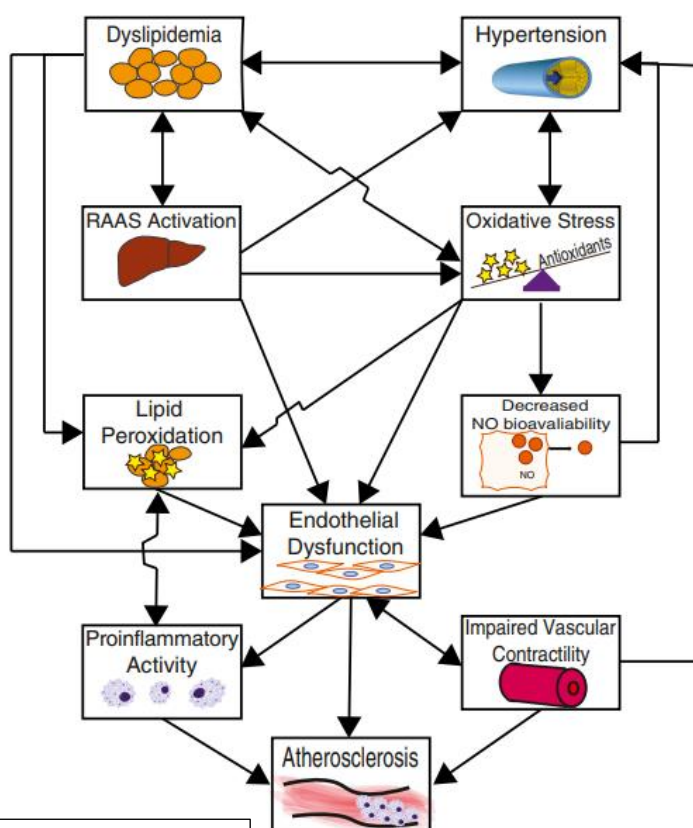 Dyslipidemia
Hypertension
RAAS Activation
Oxidative Stress
Antioxidants
Lipid
Peroxidation
Decreased
NO bioavaliability
NO
Endothelial
Dysfunction
Proinflammatory
Activity
Impaired Vascular
Contractility
Atherosclerosis